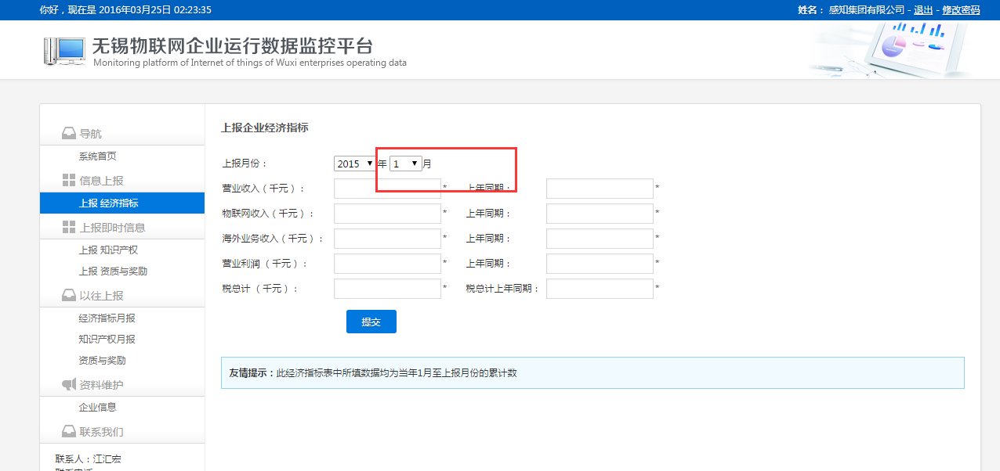 你好，现在是 2016年03月25日 02:23:35
姓名： 感知集团有限公司 - 退出 - 修改密码
无锡物联网企业运行数据监控平台
Monitoring platform of Internet of things of Wuxi enterprises operating data
导航
系统首页
信息上报
上报 经济指标
上报即时信息
上报 知识产权
上报 资质与奖励
以往上报
经济指标月报
知识产权月报
资质与奖励
资料维护
企业信息
联系我们
联系人：江汇宏
上报企业经济指标
上报月份： 2015 年 1 月
营业收入（千元）： * 上年同期： *
物联网收入（千元）： * 上年同期： *
海外业务收入（千元）： * 上年同期： *
营业利润 （千元）： * 上年同期： *
税总计 （千元）： * 税总计上年同期： *
提交
友情提示：此经济指标表中所填数据均为当年1月至上报月份的累计数